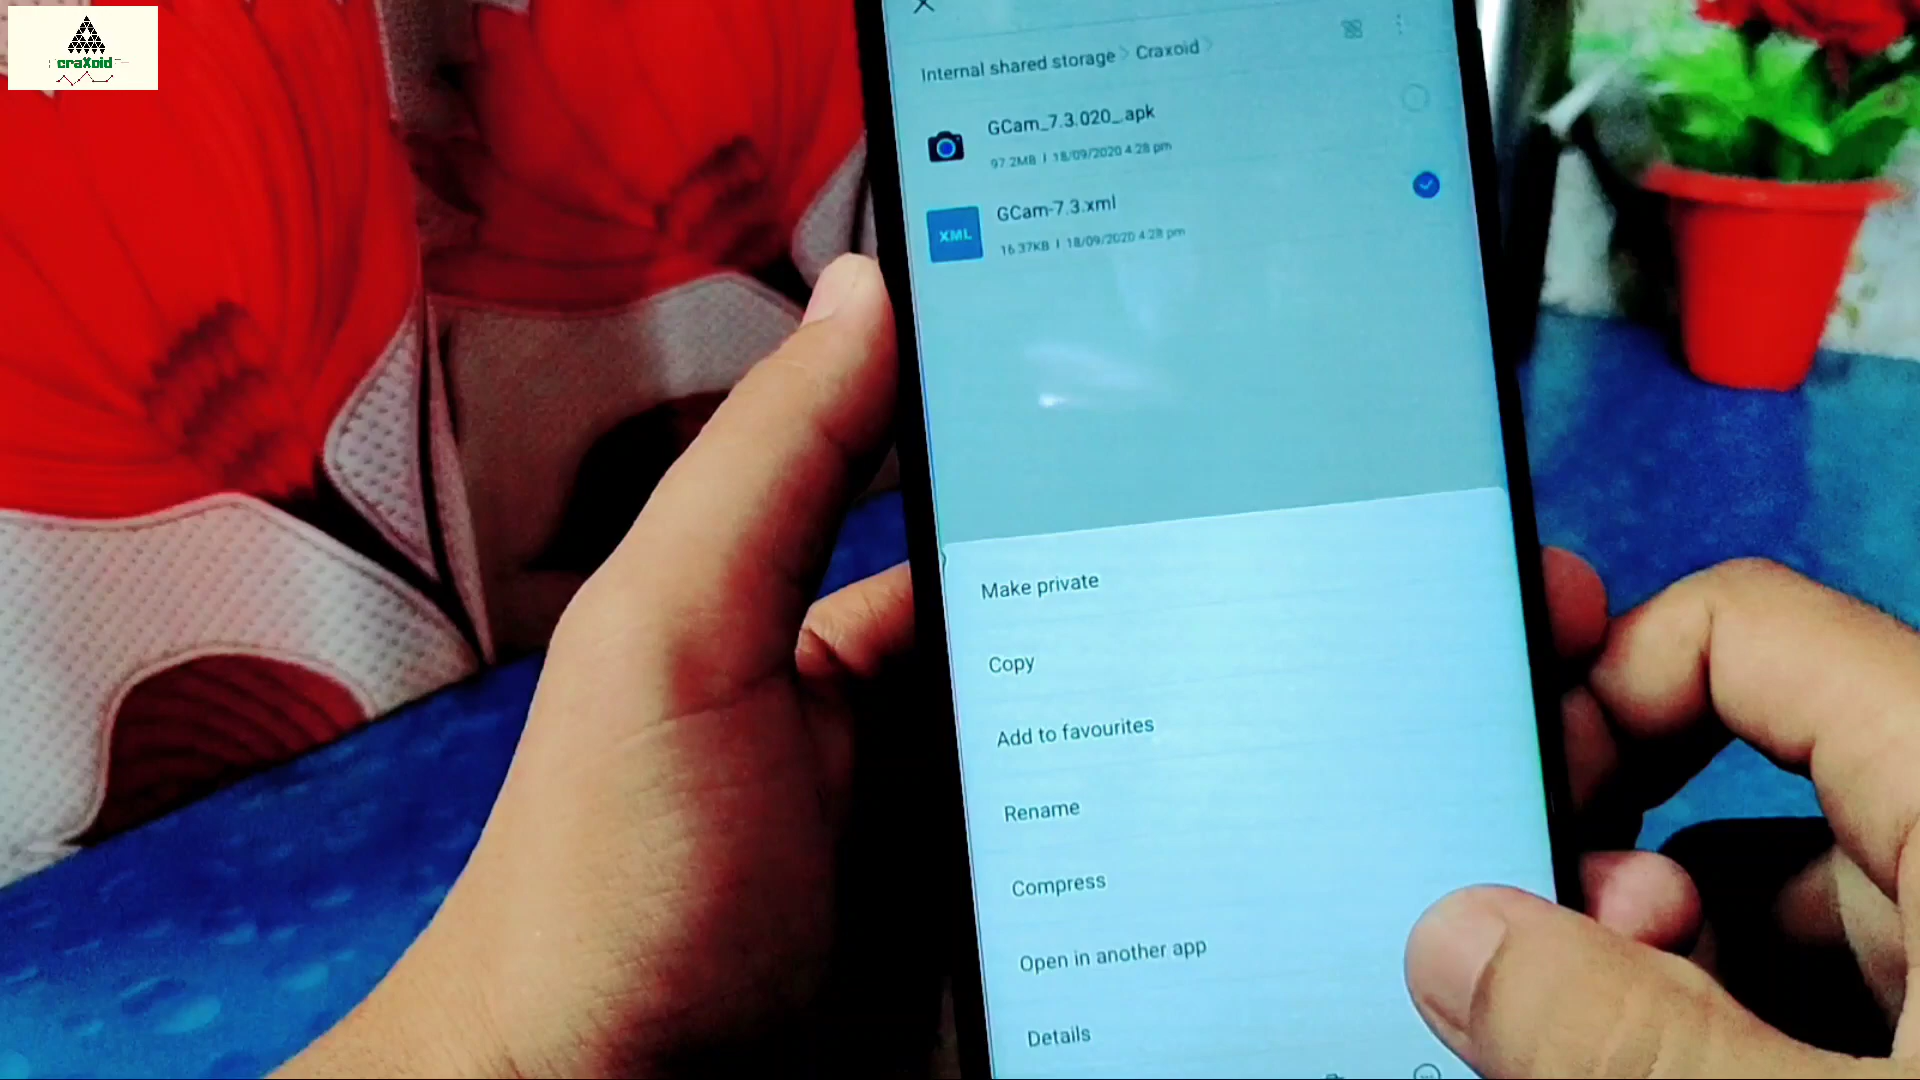 craXoid
Internal shared storage > Craxoid >
GCam_7.3.020_.apk
97.2MB | 18/09/2020 4:28 pm
XML
GCam-7.3.xml
16.37KB | 18/09/2020 4:28 pm
Make private
Copy
Add to favourites
Rename
Compress
Open in another app
Details